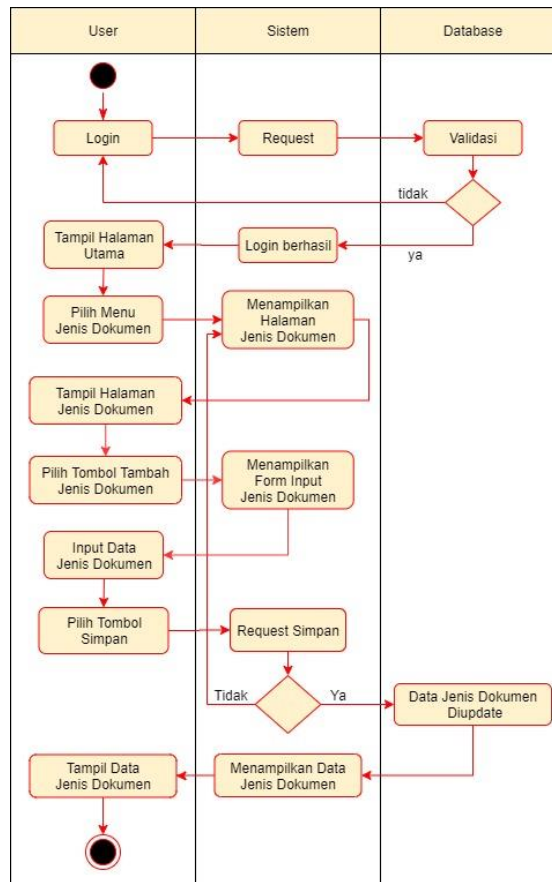 User
Sistem
Database
Login
Request
Validasi
tidak
Tampil Halaman
Utama
Login berhasil
ya
Pilih Menu
Jenis Dokumen
Menampilkan
Halaman
Jenis Dokumen
Tampil Halaman
Jenis Dokumen
Pilih Tombol Tambah
Jenis Dokumen
Menampilkan
Form Input
Jenis Dokumen
Input Data
Jenis Dokumen
Pilih Tombol
Simpan
Request Simpan
Tidak
Ya
Data Jenis Dokumen
Diupdate
Menampilkan Data
Jenis Dokumen
Tampil Data
Jenis Dokumen